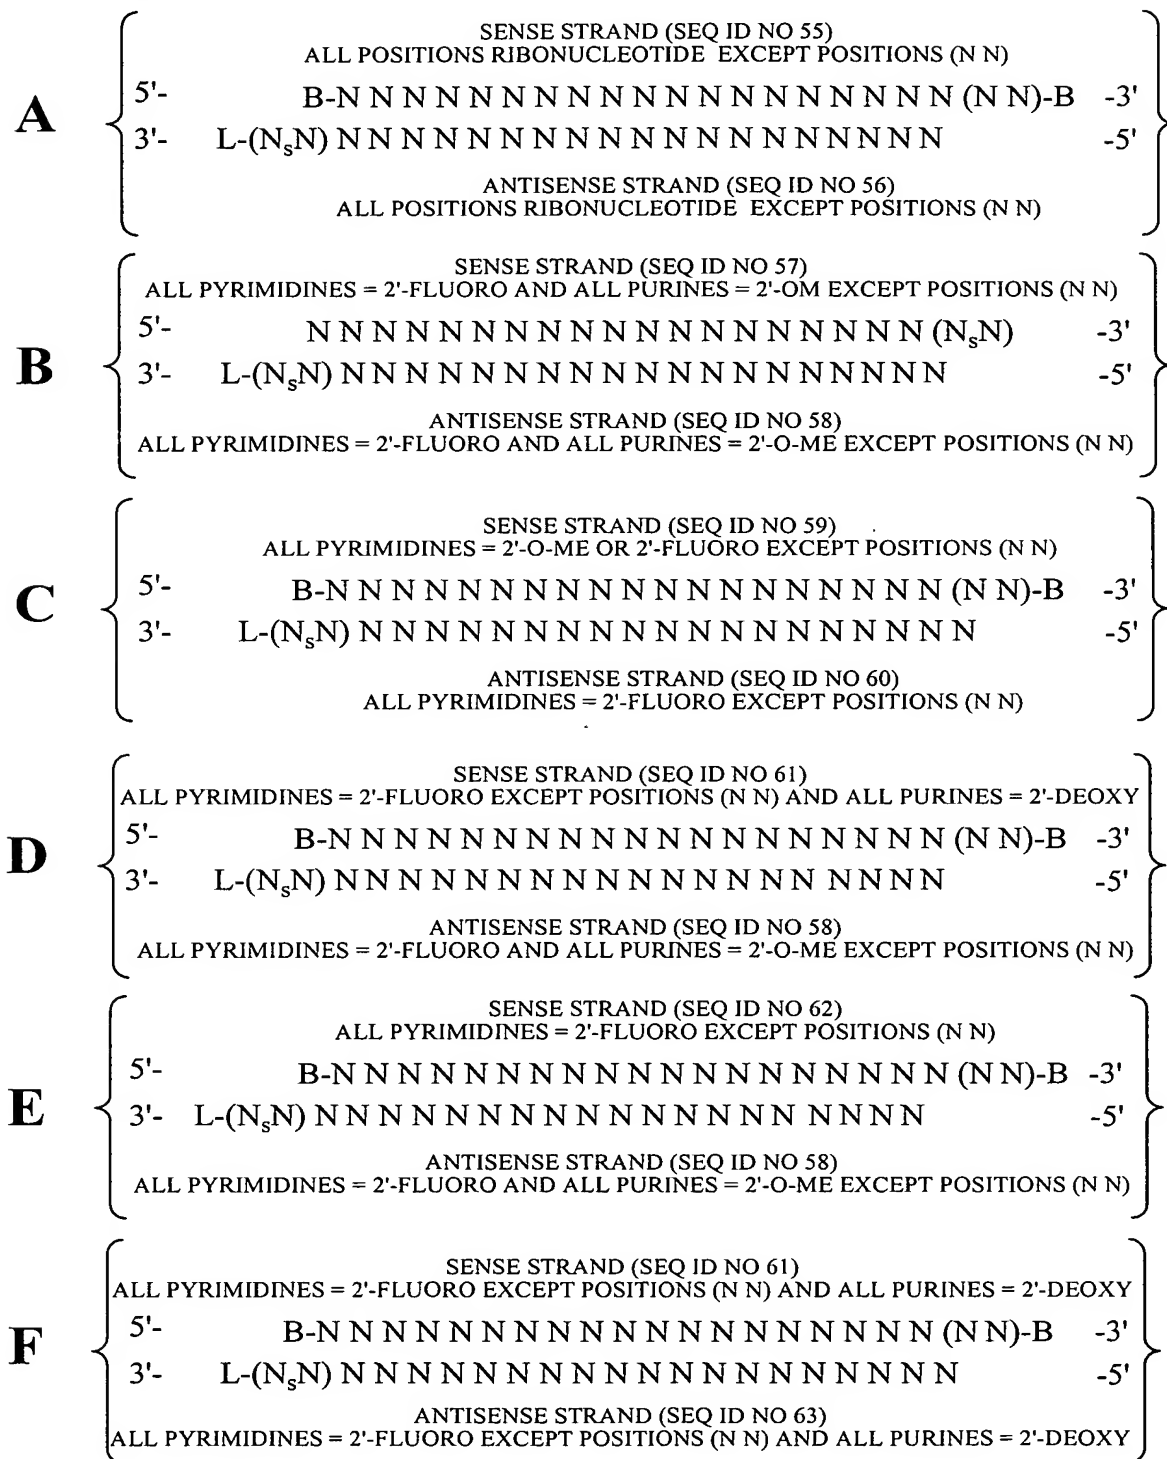 SENSE STRAND (SEQ ID NO 55)
ALL POSITIONS RIBONUCLEOTIDE EXCEPT POSITIONS (N N)
A
5'- B-N N N N N N N N N N N N N N N N N N N (N N)-B -3'
3'- L-(NsN) N N N N N N N N N N N N N N N N N N N -5'
ANTISENSE STRAND (SEQ ID NO 56)
ALL POSITIONS RIBONUCLEOTIDE EXCEPT POSITIONS (N N)
SENSE STRAND (SEQ ID NO 57)
ALL PYRIMIDINES = 2'-FLUORO AND ALL PURINES = 2'-OM EXCEPT POSITIONS (N N)
B
5'- N N N N N N N N N N N N N N N N N N N (NsN) -3'
3'- L-(NsN) N N N N N N N N N N N N N N N N N N N -5'
ANTISENSE STRAND (SEQ ID NO 58)
ALL PYRIMIDINES = 2'-FLUORO AND ALL PURINES = 2'-O-ME EXCEPT POSITIONS (N N)
SENSE STRAND (SEQ ID NO 59)
ALL PYRIMIDINES = 2'-O-ME OR 2'-FLUORO EXCEPT POSITIONS (N N)
C
5'- B-N N N N N N N N N N N N N N N N N N N (N N)-B -3'
3'- L-(NsN) N N N N N N N N N N N N N N N N N N N -5'
ANTISENSE STRAND (SEQ ID NO 60)
ALL PYRIMIDINES = 2'-FLUORO EXCEPT POSITIONS (N N)
SENSE STRAND (SEQ ID NO 61)
ALL PYRIMIDINES = 2'-FLUORO EXCEPT POSITIONS (N N) AND ALL PURINES = 2'-DEOXY
D
5'- B-N N N N N N N N N N N N N N N N N N N (N N)-B -3'
3'- L-(NsN) N N N N N N N N N N N N N N N N N N N -5'
ANTISENSE STRAND (SEQ ID NO 58)
ALL PYRIMIDINES = 2'-FLUORO AND ALL PURINES = 2'-O-ME EXCEPT POSITIONS (N N)
SENSE STRAND (SEQ ID NO 62)
ALL PYRIMIDINES = 2'-FLUORO EXCEPT POSITIONS (N N)
E
5'- B-N N N N N N N N N N N N N N N N N N N (N N)-B -3'
3'- L-(NsN) N N N N N N N N N N N N N N N N N N N -5'
ANTISENSE STRAND (SEQ ID NO 58)
ALL PYRIMIDINES = 2'-FLUORO AND ALL PURINES = 2'-O-ME EXCEPT POSITIONS (N N)
SENSE STRAND (SEQ ID NO 61)
ALL PYRIMIDINES = 2'-FLUORO EXCEPT POSITIONS (N N) AND ALL PURINES = 2'-DEOXY
F
5'- B-N N N N N N N N N N N N N N N N N N N (N N)-B -3'
3'- L-(NsN) N N N N N N N N N N N N N N N N N N N -5'
ANTISENSE STRAND (SEQ ID NO 63)
ALL PYRIMIDINES = 2'-FLUORO EXCEPT POSITIONS (N N) AND ALL PURINES = 2'-DEOXY